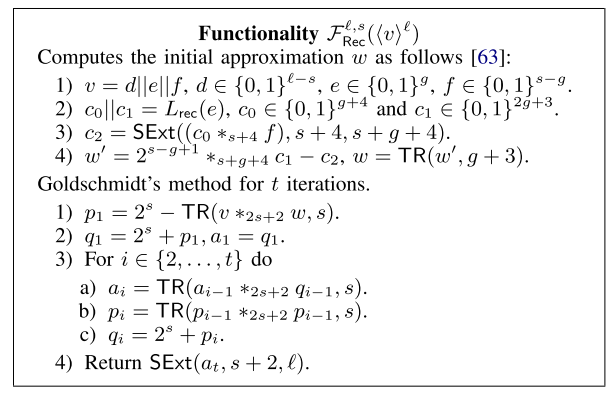 Functionality $\mathcal{F}_{\mathsf{Rec}}^{\ell,s}(\langle v \rangle^{\ell})$
Computes the initial approximation $w$ as follows [63]:
1) $v = d||e||f$, $d \in \{0,1\}^{\ell-s}$, $e \in \{0,1\}^{g}$, $f \in \{0,1\}^{s-g}$.
2) $c_0||c_1 = L_{\mathsf{rec}}(e)$, $c_0 \in \{0,1\}^{g+4}$ and $c_1 \in \{0,1\}^{2g+3}$.
3) $c_2 = \mathsf{SExt}((c_0 *_{s+4} f), s+4, s+g+4)$.
4) $w' = 2^{s-g+1} *_{s+g+4} c_1 - c_2$, $w = \mathsf{TR}(w', g+3)$.
Goldschmidt's method for $t$ iterations.
1) $p_1 = 2^s - \mathsf{TR}(v *_{2s+2} w, s)$.
2) $q_1 = 2^s + p_1, a_1 = q_1$.
3) For $i \in \{2, \ldots, t\}$ do
a) $a_i = \mathsf{TR}(a_{i-1} *_{2s+2} q_{i-1}, s)$.
b) $p_i = \mathsf{TR}(p_{i-1} *_{2s+2} p_{i-1}, s)$.
c) $q_i = 2^s + p_i$.
4) Return $\mathsf{SExt}(a_t, s+2, \ell)$.